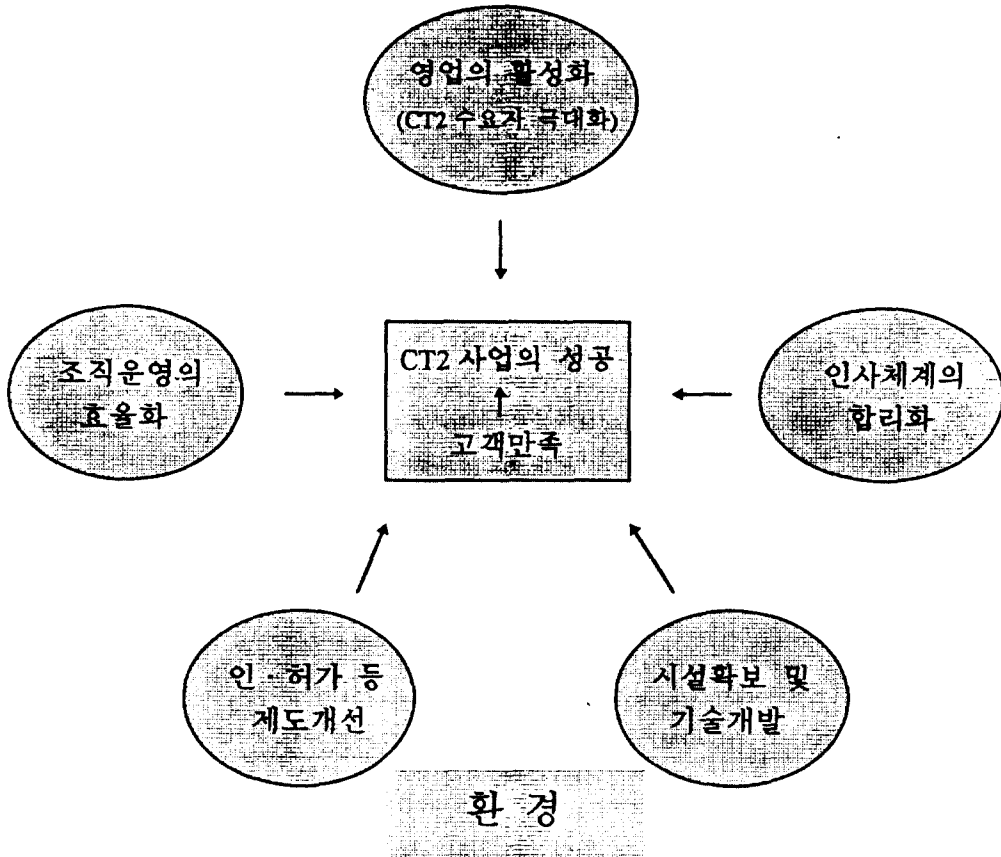 영업의 활성화
(CT2 수요자 극대화)
조직운영의
효율화
CT2 사업의 성공
고객만족
인사체계의
합리화
인·허가 등
제도개선
시설확보 및
기술개발
환 경